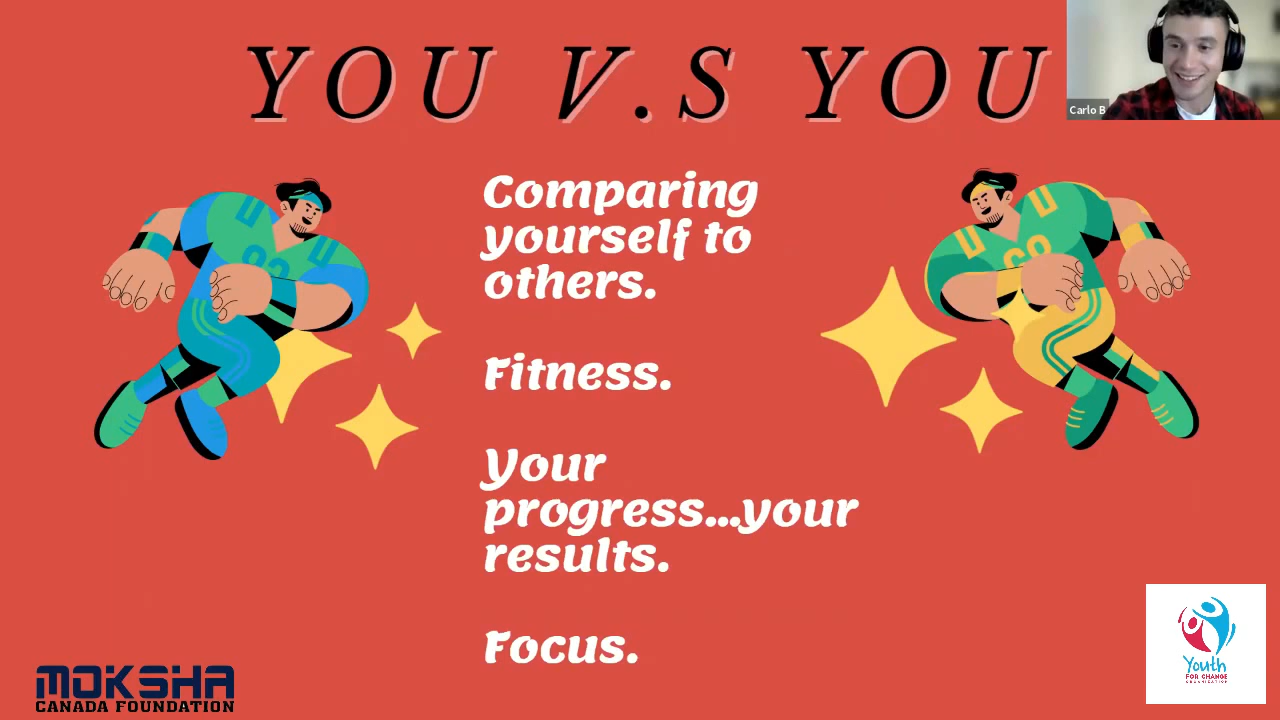 YOU V.S YOU
Carlo B
Comparing
yourself to
others.
Fitness.
Your
progress...your
results.
Focus.
MOKSHA
CANADA FOUNDATION
Youth
FOR CHANGE
ORGANIZATION